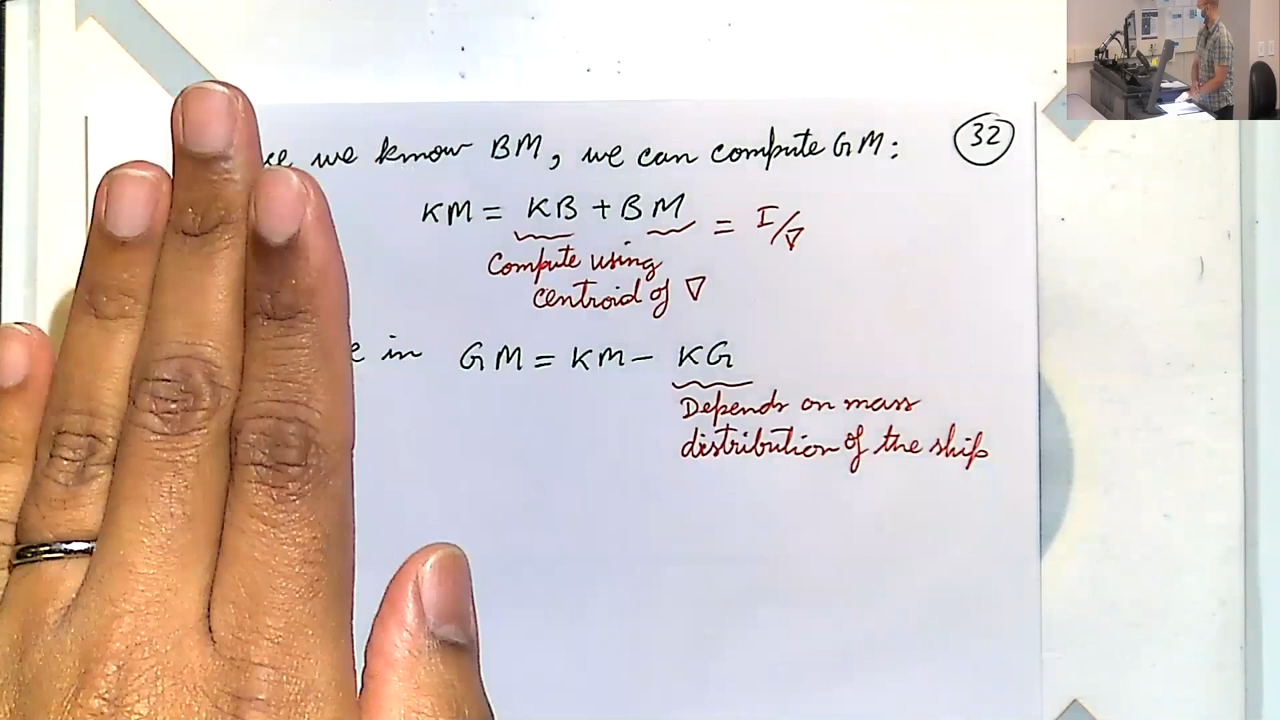 we know BM, we can compute GM:
32
KM = KB + BM = I/∇
Compute using
centroid of ∇
in GM = KM - KG
Depends on mass
distribution of the ship